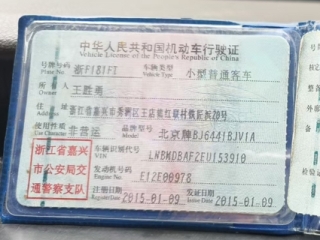 中华人民共和国机动车行驶证
Vehicle License of the People's Republic of China
号牌号码 浙F181FT 车辆类型 小型普通客车
Plate No. Vehicle Type
所有人 王胜勇
Owner
住址 浙江省嘉兴市秀洲区王店镇红联村
Address
使用性质 非营运 品牌型号 北京牌BJ6441BJV1A
Use Character Model
浙江省嘉兴
市公安局交
通警察支队
车辆识别代号 LNBMDBAF2EU153910
VIN
发动机号码 E12E00978
Engine No.
注册日期 2015-01-09 发证日期 2015-01-09
Register Date Issue Date